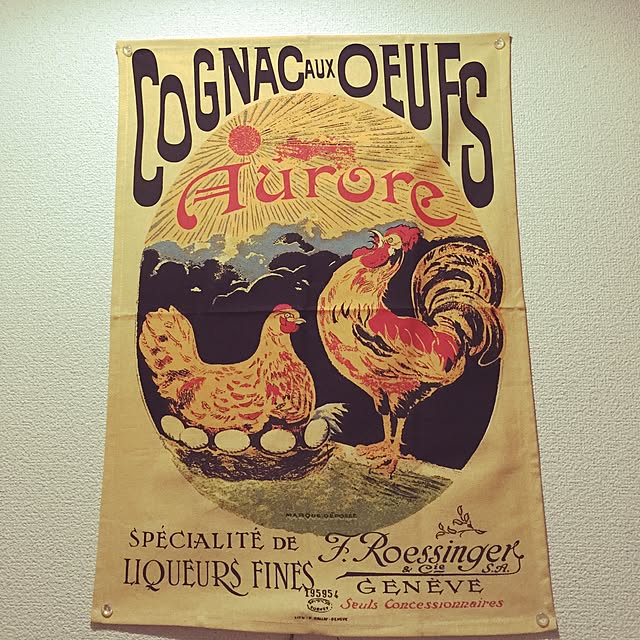 COGNAC AUX OEUFS
Aurore
MARQUE DÉPOSÉE
SPÉCIALITÉ DE
LIQUEURS FINES
F. Roessinger
& Cie S.A.
GENÈVE
Seuls Concessionnaires
195954